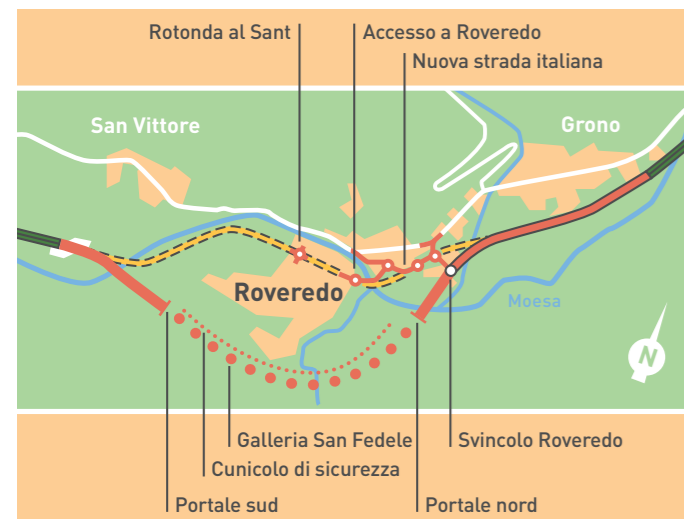 Rotonda al Sant
Accesso a Roveredo
Nuova strada italiana
San Vittore
Grono
Roveredo
Moesa
N
Galleria San Fedele
Svincolo Roveredo
Cunicolo di sicurezza
Portale sud
Portale nord